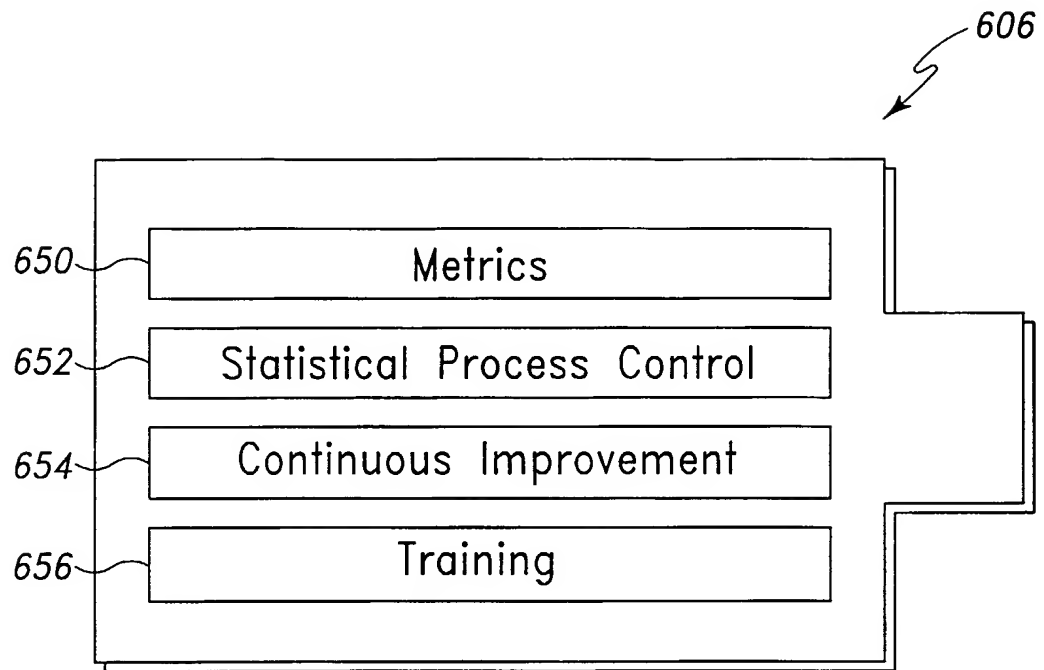 606
650 Metrics
652 Statistical Process Control
654 Continuous Improvement
656 Training